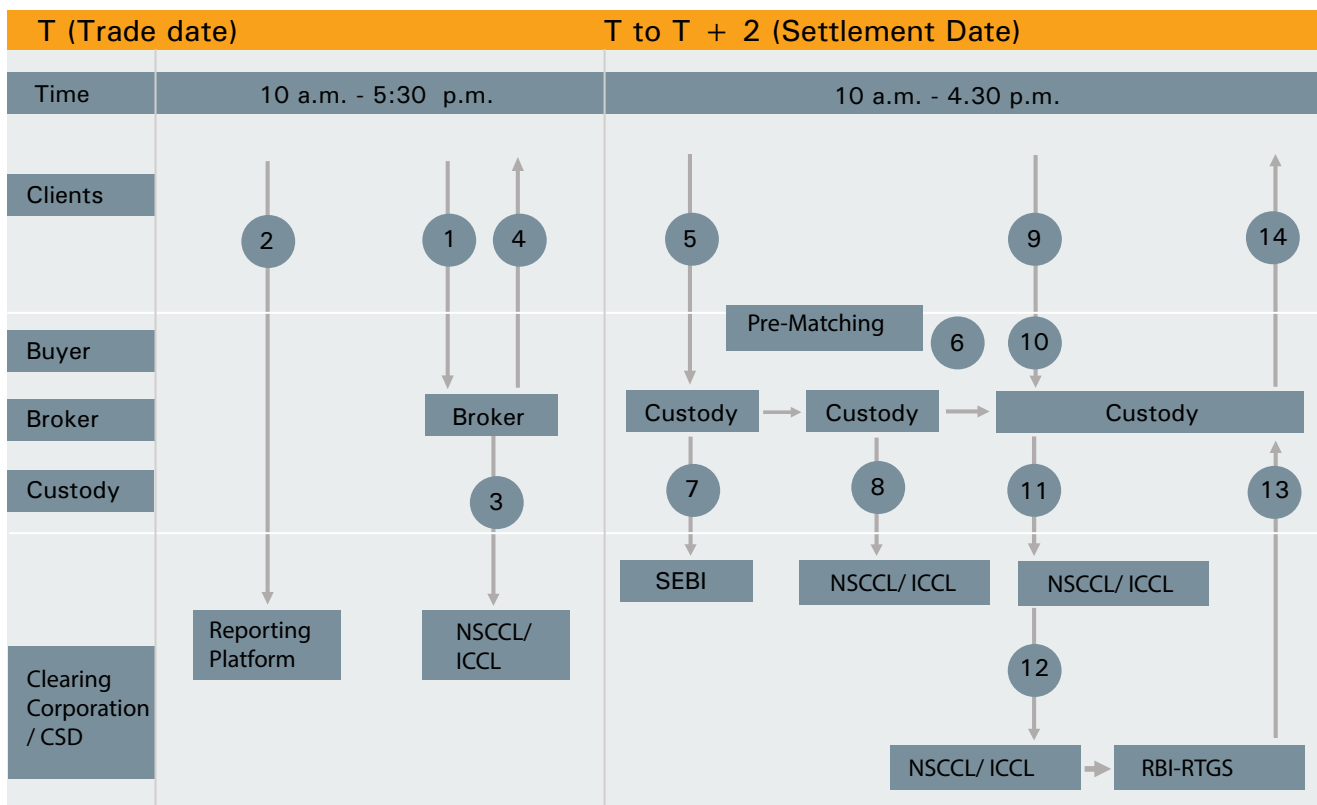 T (Trade date)
T to T + 2 (Settlement Date)
Time
10 a.m. - 5:30 p.m.
10 a.m. - 4.30 p.m.
Clients
2
1
4
5
9
14
Pre-Matching
6
10
Buyer
Broker
Broker
Custody
Custody
Custody
Custody
3
7
8
11
13
SEBI
NSCCL/ ICCL
NSCCL/ ICCL
Reporting
Platform
NSCCL/
ICCL
Clearing
Corporation
/ CSD
12
NSCCL/ ICCL
RBI-RTGS